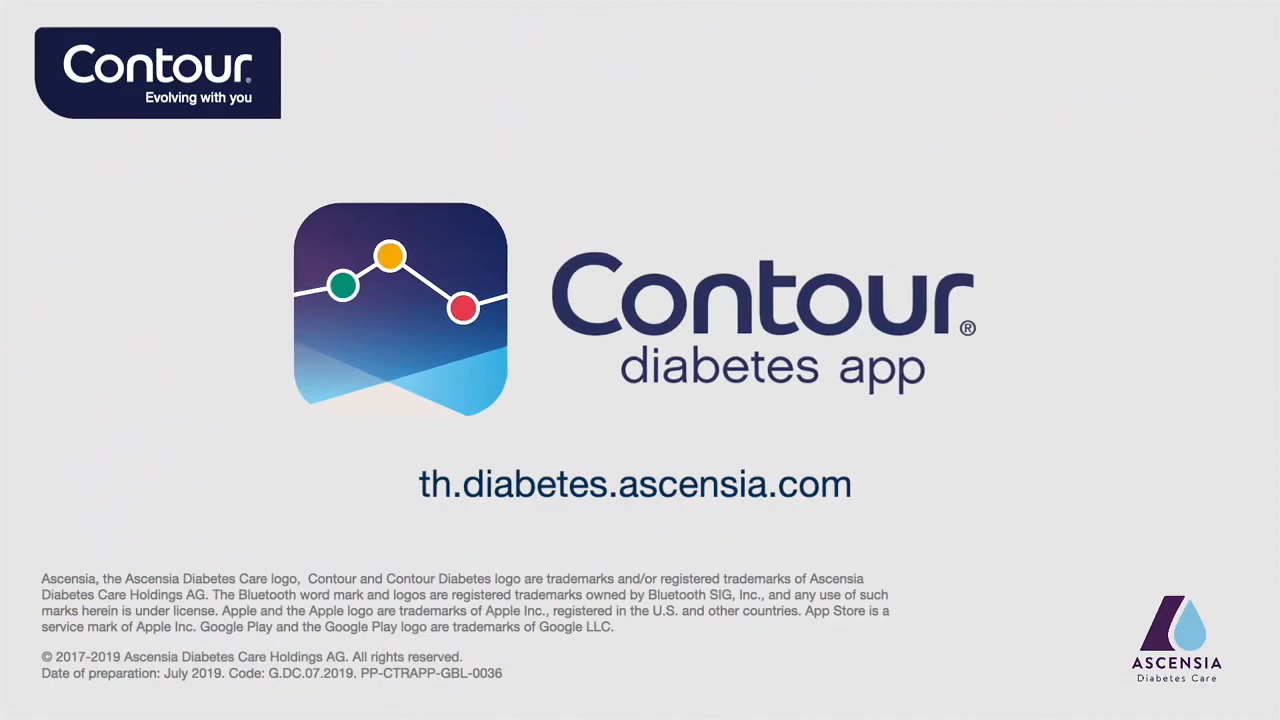 Contour®
Evolving with you
Contour®
diabetes app
th.diabetes.ascensia.com
Ascensia, the Ascensia Diabetes Care logo, Contour and Contour Diabetes logo are trademarks and/or registered trademarks of Ascensia
Diabetes Care Holdings AG. The Bluetooth word mark and logos are registered trademarks owned by Bluetooth SIG, Inc., and any use of such
marks herein is under license. Apple and the Apple logo are trademarks of Apple Inc., registered in the U.S. and other countries. App Store is a
service mark of Apple Inc. Google Play and the Google Play logo are trademarks of Google LLC.
© 2017-2019 Ascensia Diabetes Care Holdings AG. All rights reserved.
Date of preparation: July 2019. Code: G.DC.07.2019. PP-CTRAPP-GBL-0036
ASCENSIA
Diabetes Care